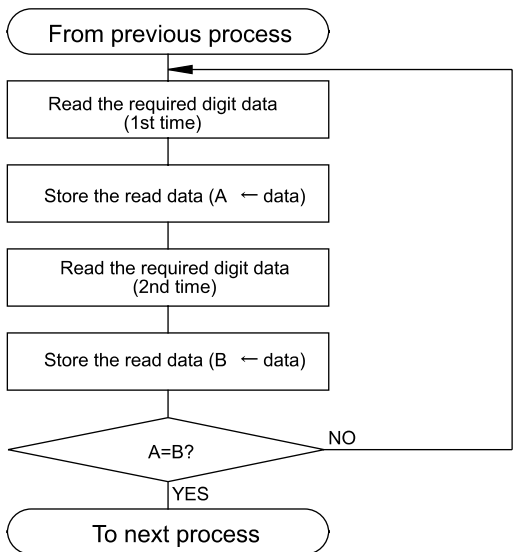 From previous process
Read the required digit data
(1st time)
Store the read data (A ← data)
Read the required digit data
(2nd time)
Store the read data (B ← data)
A=B?
NO
YES
To next process